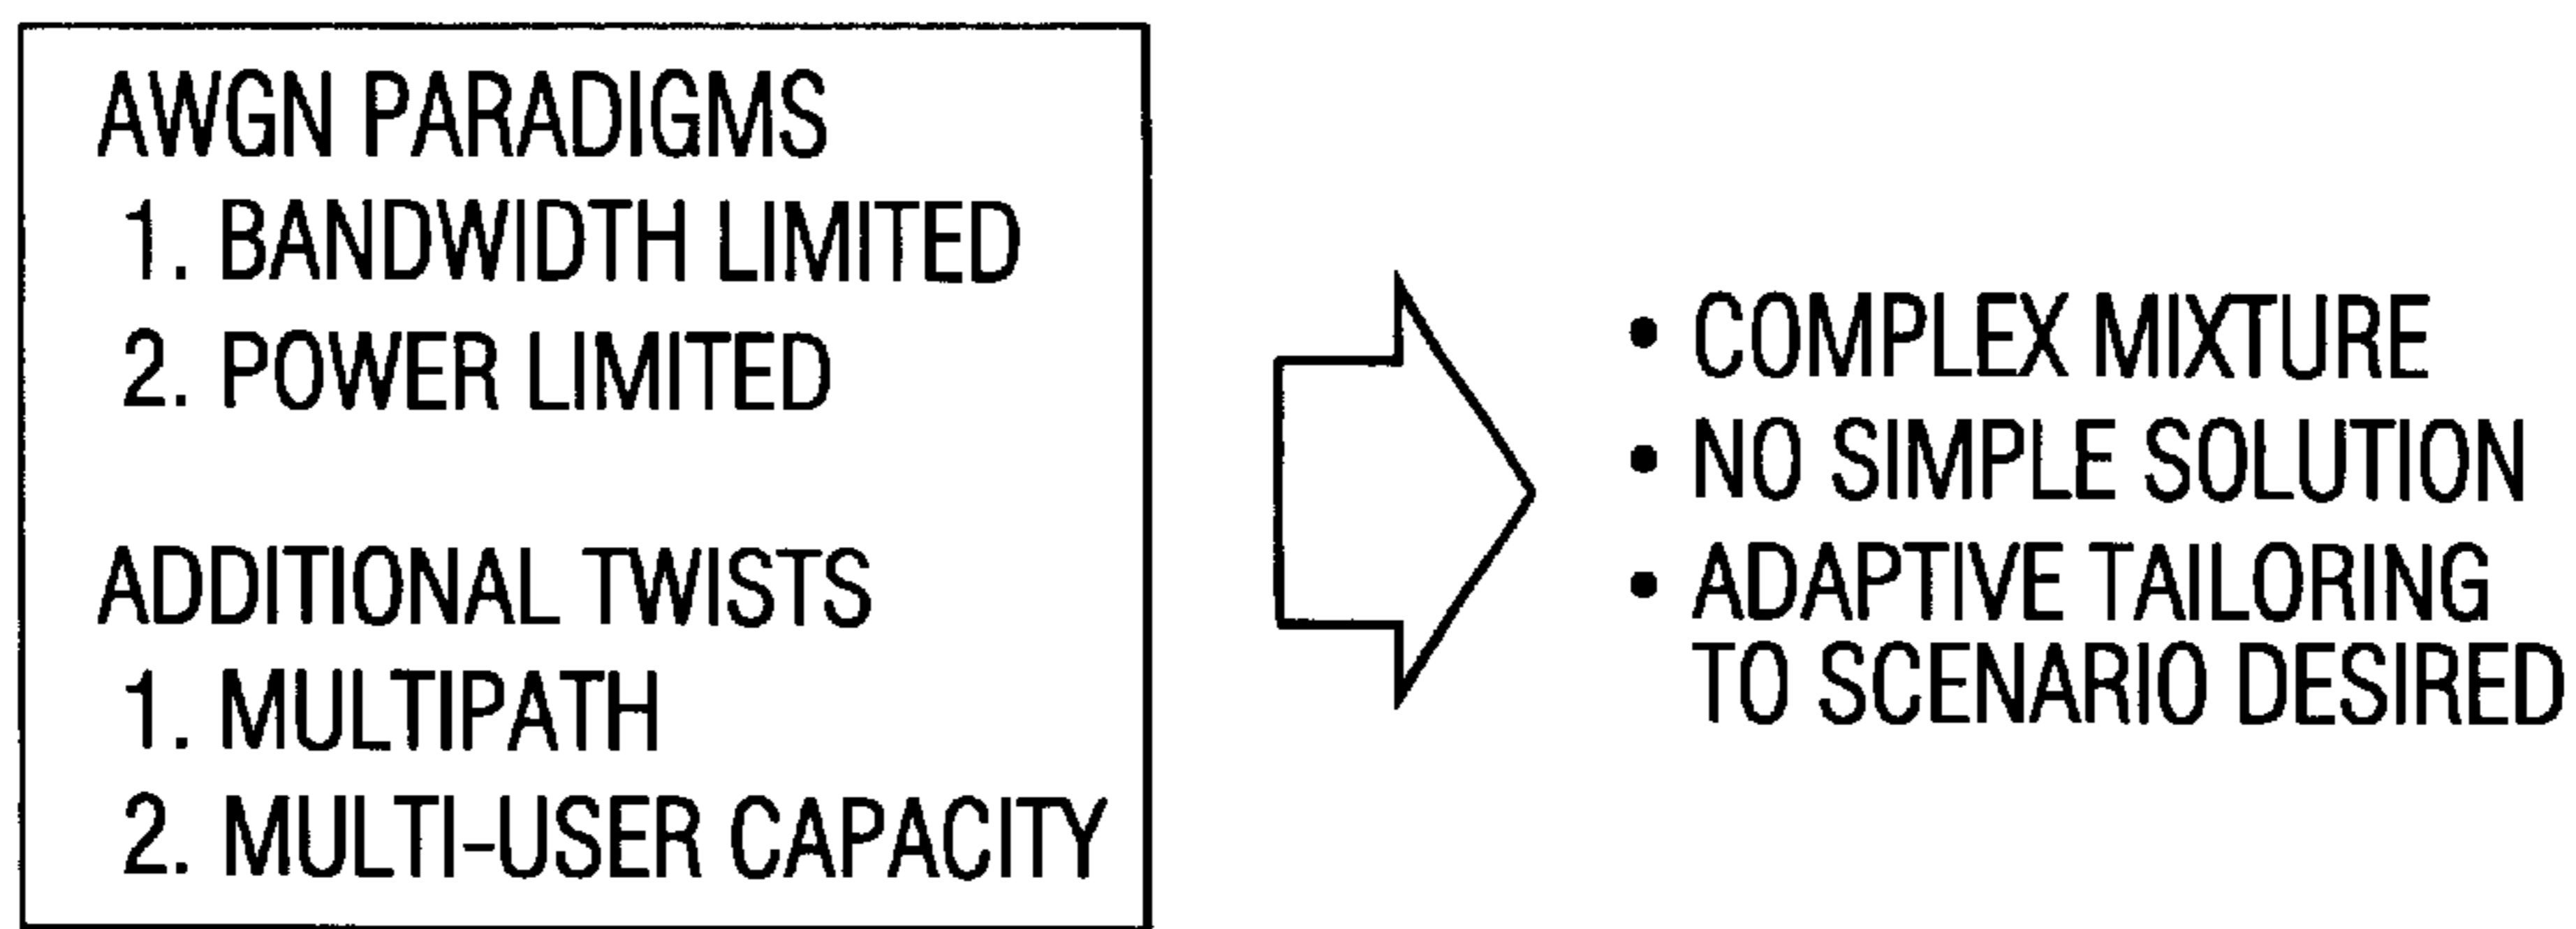 AWGN PARADIGMS
1. BANDWIDTH LIMITED
2. POWER LIMITED
ADDITIONAL TWISTS
1. MULTIPATH
2. MULTI-USER CAPACITY
• COMPLEX MIXTURE
• NO SIMPLE SOLUTION
• ADAPTIVE TAILORING
TO SCENARIO DESIRED